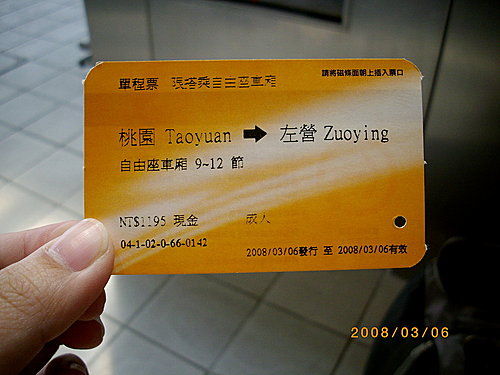 單程票 限搭乘自由座車廂
請將磁條面朝上插入票口
桃園 Taoyuan → 左營 Zuoying
自由座車廂 9~12 節
NT$1195 現金 成人
04-1-02-0-66-0142
2008/03/06發行 至 2008/03/06有效
2008/03/06